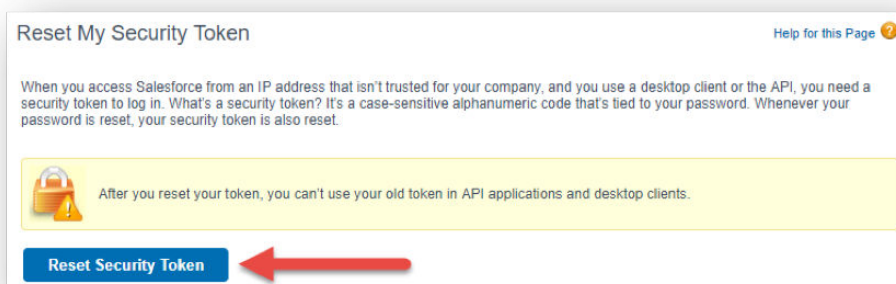 Reset My Security Token
Help for this Page
When you access Salesforce from an IP address that isn't trusted for your company, and you use a desktop client or the API, you need a
security token to log in. What's a security token? It's a case-sensitive alphanumeric code that's tied to your password. Whenever your
password is reset, your security token is also reset.
After you reset your token, you can't use your old token in API applications and desktop clients.
Reset Security Token